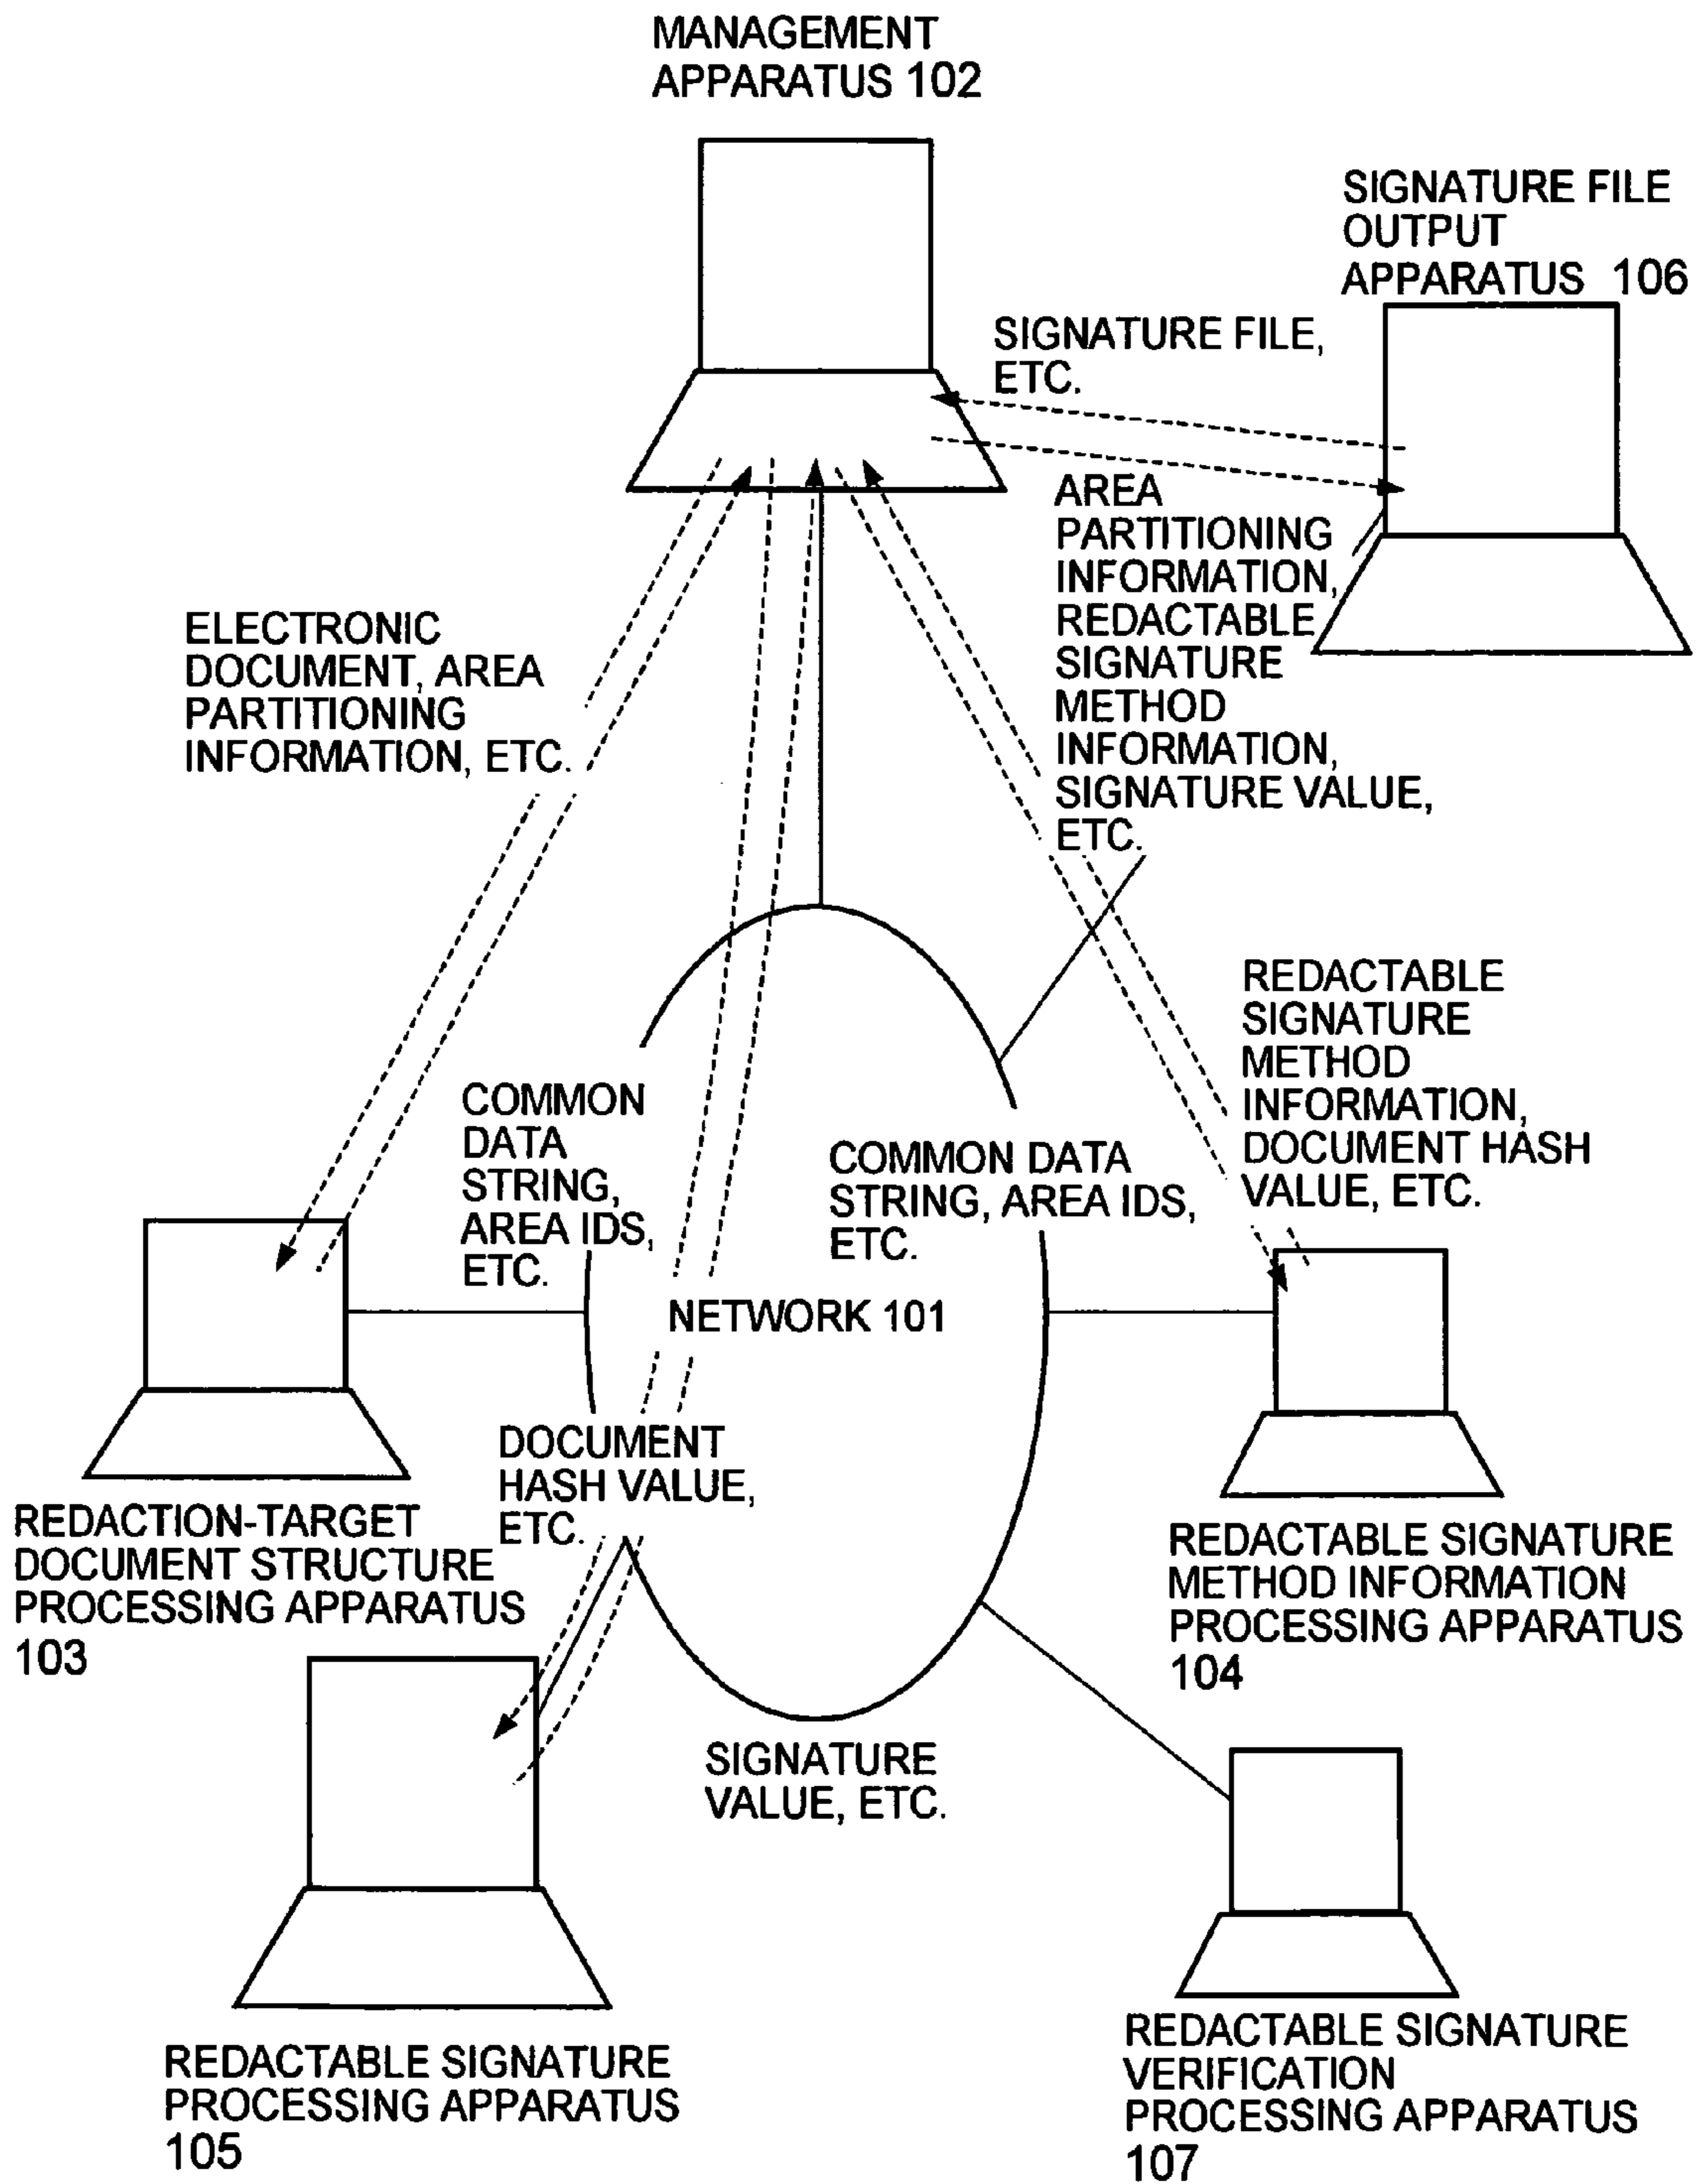 MANAGEMENT
APPARATUS 102
SIGNATURE FILE
OUTPUT
APPARATUS 106
SIGNATURE FILE,
ETC.
AREA
PARTITIONING
INFORMATION,
REDACTABLE
SIGNATURE
METHOD
INFORMATION,
SIGNATURE VALUE,
ETC.
ELECTRONIC
DOCUMENT, AREA
PARTITIONING
INFORMATION, ETC.
REDACTABLE
SIGNATURE
METHOD
INFORMATION,
DOCUMENT HASH
VALUE, ETC.
COMMON
DATA
STRING,
AREA IDS,
ETC.
COMMON DATA
STRING, AREA IDS,
ETC.
NETWORK 101
DOCUMENT
HASH VALUE,
ETC.
REDACTION-TARGET
DOCUMENT STRUCTURE
PROCESSING APPARATUS
103
REDACTABLE SIGNATURE
METHOD INFORMATION
PROCESSING APPARATUS
104
SIGNATURE
VALUE, ETC.
REDACTABLE SIGNATURE
PROCESSING APPARATUS
105
REDACTABLE SIGNATURE
VERIFICATION
PROCESSING APPARATUS
107